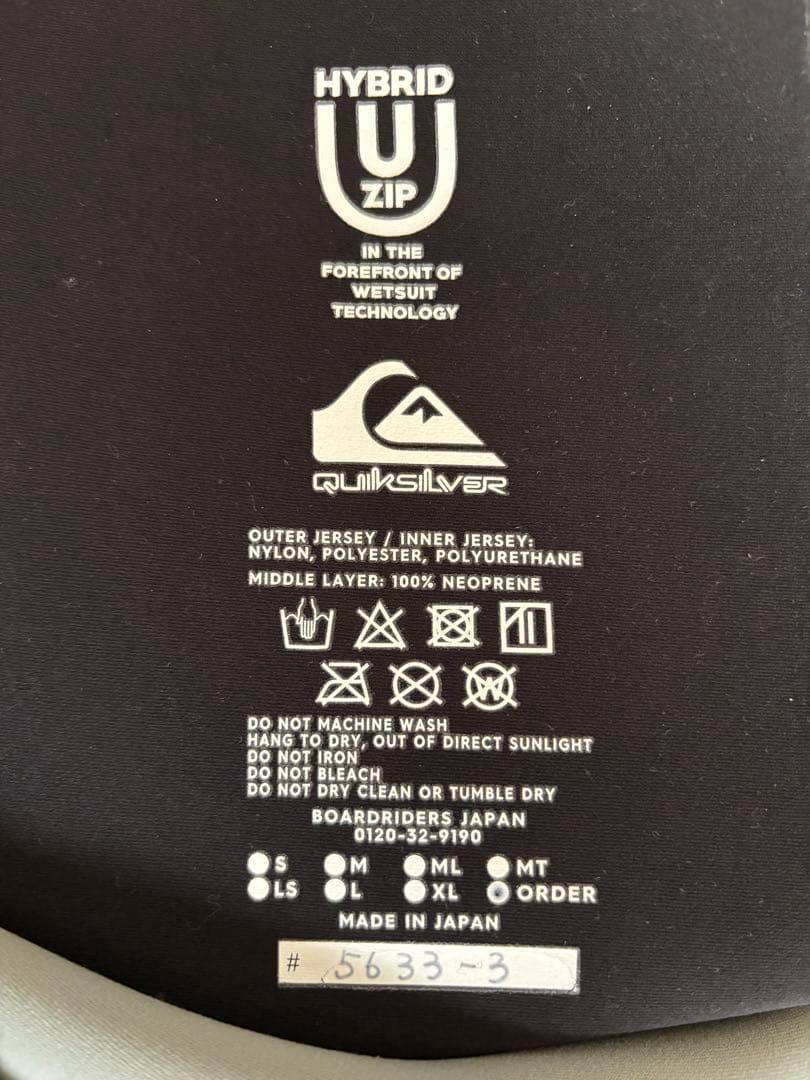 HYBRID
U
ZIP
IN THE
FOREFRONT OF
WETSUIT
TECHNOLOGY
QUIKSILVER
OUTER JERSEY / INNER JERSEY:
NYLON, POLYESTER, POLYURETHANE
MIDDLE LAYER: 100% NEOPRENE
W
DO NOT MACHINE WASH
HANG TO DRY, OUT OF DIRECT SUNLIGHT
DO NOT IRON
DO NOT BLEACH
DO NOT DRY CLEAN OR TUMBLE DRY
BOARDRIDERS JAPAN
0120-32-9190
S M ML MT
LS L XL ORDER
MADE IN JAPAN
# 5633-3